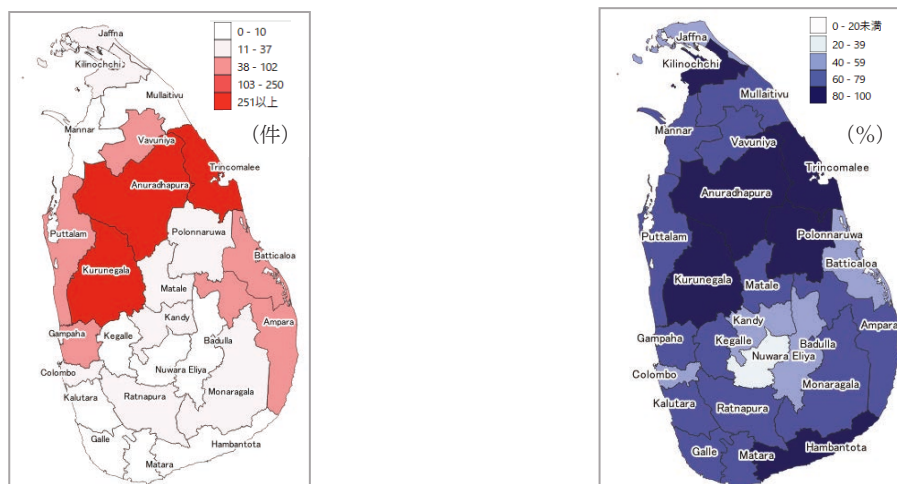 0 - 10
11 - 37
38 - 102
103 - 250
251以上
(件)
Jaffna
Kilinochchi
Mullaitivu
Mannar
Vavuniya
Trincomalee
Anuradhapura
Polonnaruwa
Puttalam
Batticaloa
Kurunegala
Matale
Ampara
Kandy
Gampaha
Kegalle
Badulla
Nuwara Eliya
Colombo
Monaragala
Kalutara
Ratnapura
Galle
Hambantota
Matara
0 - 20未満
20 - 39
40 - 59
60 - 79
80 - 100
(%)
Jaffna
Kilinochchi
Mullaitivu
Mannar
Vavuniya
Trincomalee
Anuradhapura
Polonnaruwa
Puttalam
Batticaloa
Kurunegala
Matale
Ampara
Kandy
Gampaha
Kegalle
Badulla
Nuwara Eliya
Colombo
Monaragala
Kalutara
Ratnapura
Hambantota
Galle
Matara